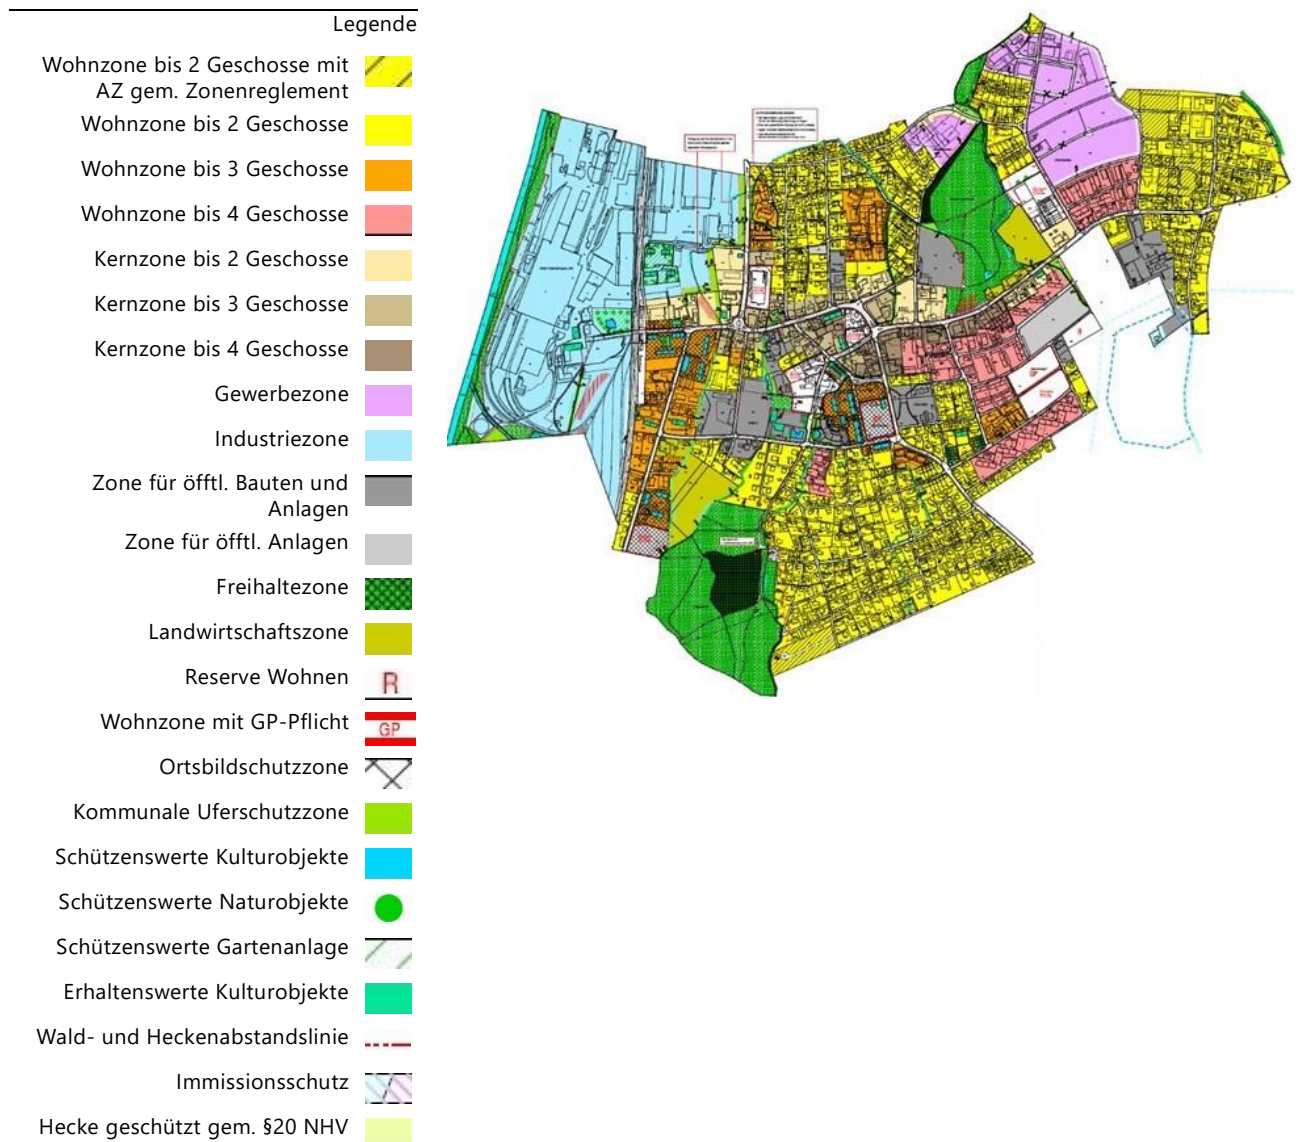 Legende
Wohnzone bis 2 Geschosse mit
AZ gem. Zonenreglement
Wohnzone bis 2 Geschosse
Wohnzone bis 3 Geschosse
Wohnzone bis 4 Geschosse
Kernzone bis 2 Geschosse
Kernzone bis 3 Geschosse
Kernzone bis 4 Geschosse
Gewerbezone
Industriezone
Zone für öfftl. Bauten und
Anlagen
Zone für öfftl. Anlagen
Freihaltezone
Landwirtschaftszone
Reserve Wohnen R
Wohnzone mit GP-Pflicht GP
Ortsbildschutzzone
Kommunale Uferschutzzone
Schützenswerte Kulturobjekte
Schützenswerte Naturobjekte
Schützenswerte Gartenanlage
Erhaltenswerte Kulturobjekte
Wald- und Heckenabstandslinie
Immissionsschutz
Hecke geschützt gem. §20 NHV